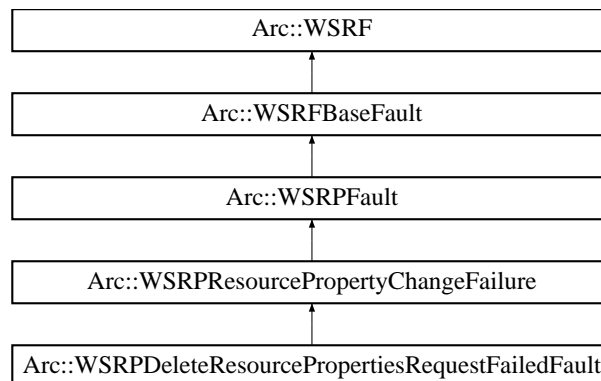 Arc::WSRF
Arc::WSRFBaseFault
Arc::WSRPFault
Arc::WSRPResourcePropertyChangeFailure
Arc::WSRPDeleteResourcePropertiesRequestFailedFault